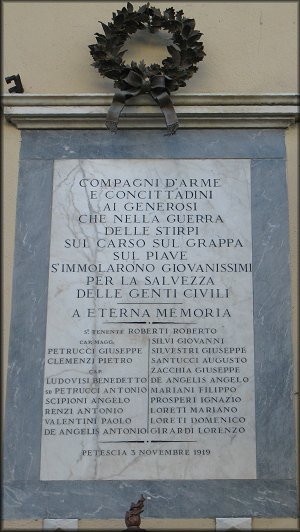 COMPAGNI D'ARME
E CONCITTADINI
AI GENEROSI
CHE NELLA GUERRA
DELLE STIRPI
SUL CARSO SUL GRAPPA
SUL PIAVE
S'IMMOLARONO GIOVANISSIMI
PER LA SALVEZZA
DELLE GENTI CIVILI
A ETERNA MEMORIA
Sº TENENTE ROBERTI ROBERTO
CAP. MAGG.
PETRUCCI GIUSEPPE
CLEMENZI PIETRO
CAP.
LUDOVISI BENEDETTO
SD PETRUCCI ANTONIO
SCIPIONI ANGELO
RENZI ANTONIO
VALENTINI PAOLO
DE ANGELIS ANTONIO
SILVI GIOVANNI
SILVESTRI GIUSEPPE
SANTUCCI AUGUSTO
ZACCHIA GIUSEPPE
DE ANGELIS ANGELO
MARIANI FILIPPO
PROSPERI IGNAZIO
LORETI MARIANO
LORETI DOMENICO
GIRARDI LORENZO
PETESCIA 3 NOVEMBRE 1919